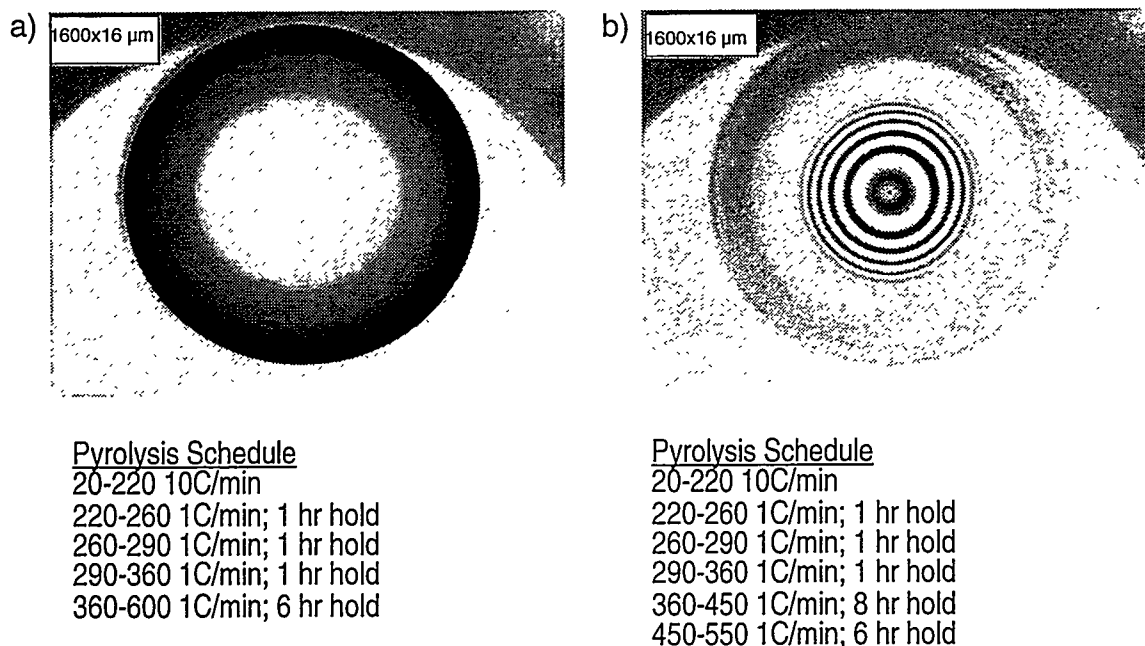 a)
1600x16 µm
Pyrolysis Schedule
20-220 10C/min
220-260 1C/min; 1 hr hold
260-290 1C/min; 1 hr hold
290-360 1C/min; 1 hr hold
360-600 1C/min; 6 hr hold
b)
1600x16 µm
Pyrolysis Schedule
20-220 10C/min
220-260 1C/min; 1 hr hold
260-290 1C/min; 1 hr hold
290-360 1C/min; 1 hr hold
360-450 1C/min; 8 hr hold
450-550 1C/min; 6 hr hold